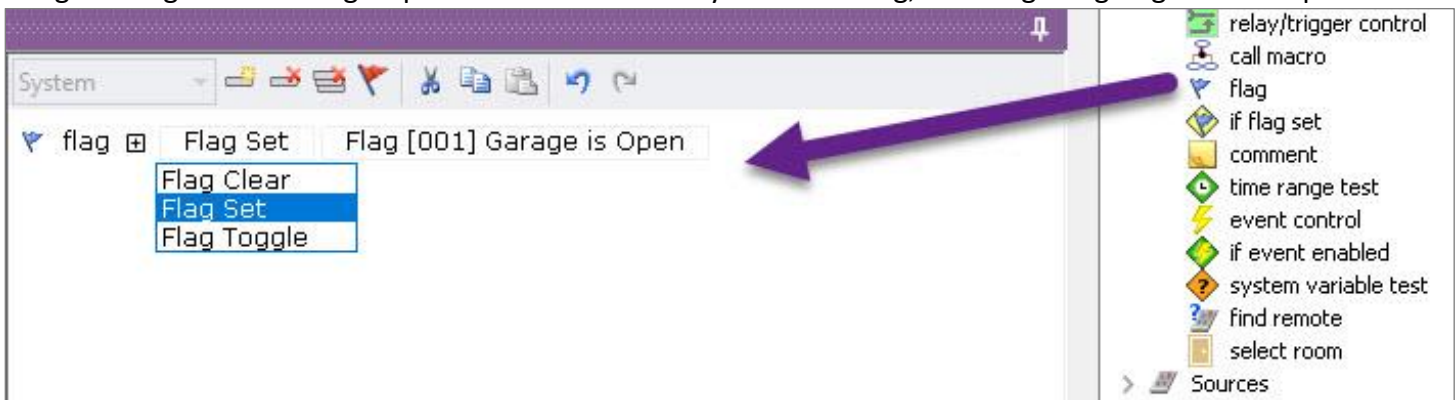 System
flag Flag Set Flag [001] Garage is Open
Flag Clear
Flag Set
Flag Toggle
relay/trigger control
call macro
flag
if flag set
comment
time range test
event control
if event enabled
system variable test
find remote
select room
Sources